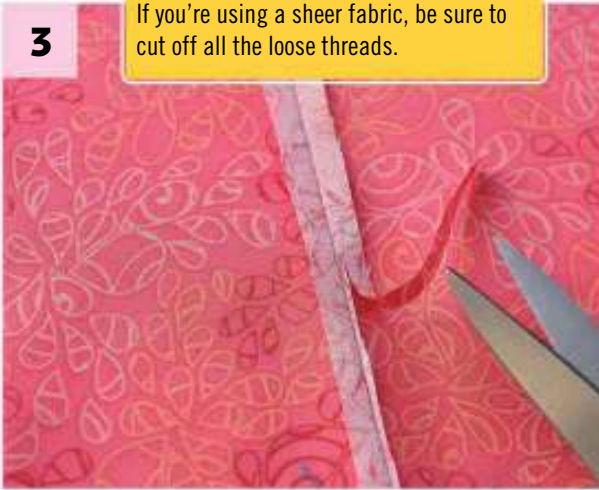 3
If you're using a sheer fabric, be sure to
cut off all the loose threads.